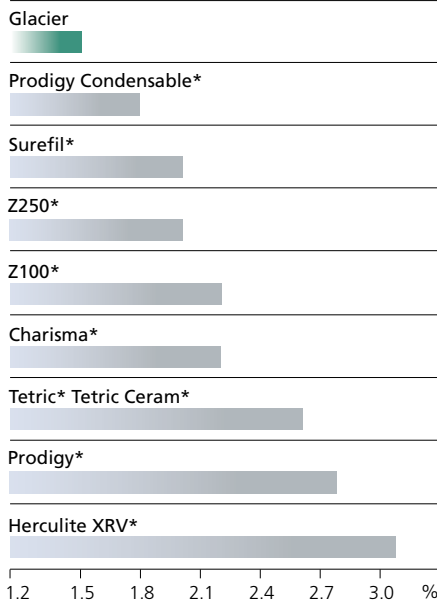 Glacier
Prodigy Condensable*
Surefil*
Z250*
Z100*
Charisma*
Tetric* Tetric Ceram*
Prodigy*
Herculite XRV*
1.2 1.5 1.8 2.1 2.4 2.7 3.0 %